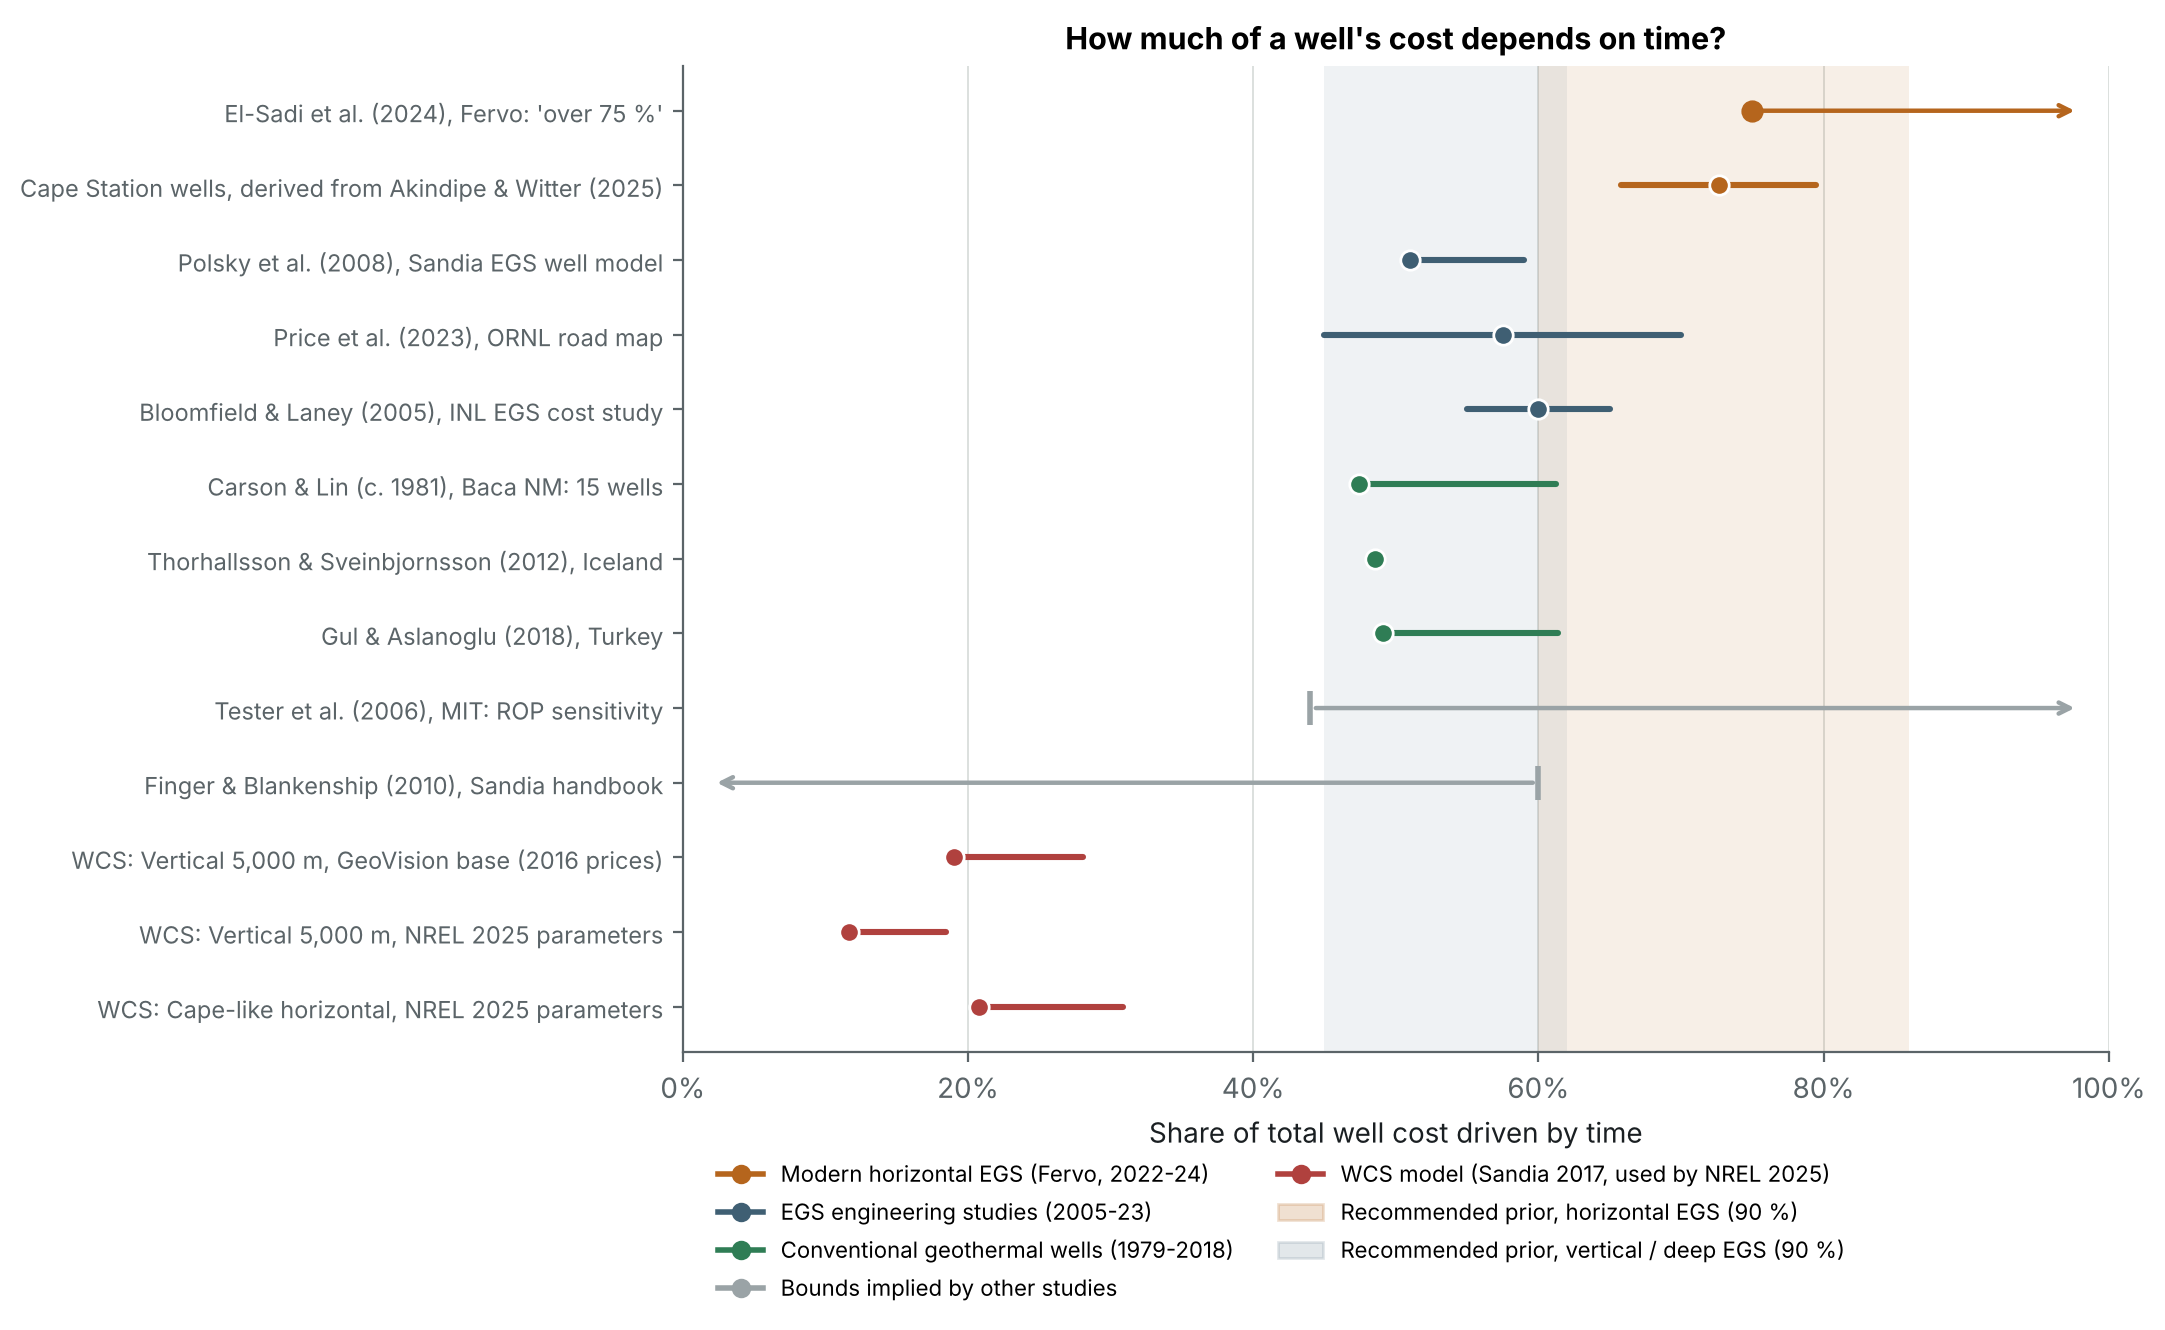 How much of a well's cost depends on time?
El-Sadi et al. (2024), Fervo: 'over 75 %'
Cape Station wells, derived from Akindipe & Witter (2025)
Polsky et al. (2008), Sandia EGS well model
Price et al. (2023), ORNL road map
Bloomfield & Laney (2005), INL EGS cost study
Carson & Lin (c. 1981), Baca NM: 15 wells
Thorhallsson & Sveinbjornsson (2012), Iceland
Gul & Aslanoglu (2018), Turkey
Tester et al. (2006), MIT: ROP sensitivity
Finger & Blankenship (2010), Sandia handbook
WCS: Vertical 5,000 m, GeoVision base (2016 prices)
WCS: Vertical 5,000 m, NREL 2025 parameters
WCS: Cape-like horizontal, NREL 2025 parameters
0% 20% 40% 60% 80% 100%
Share of total well cost driven by time
Modern horizontal EGS (Fervo, 2022-24)
EGS engineering studies (2005-23)
Conventional geothermal wells (1979-2018)
Bounds implied by other studies
WCS model (Sandia 2017, used by NREL 2025)
Recommended prior, horizontal EGS (90 %)
Recommended prior, vertical / deep EGS (90 %)